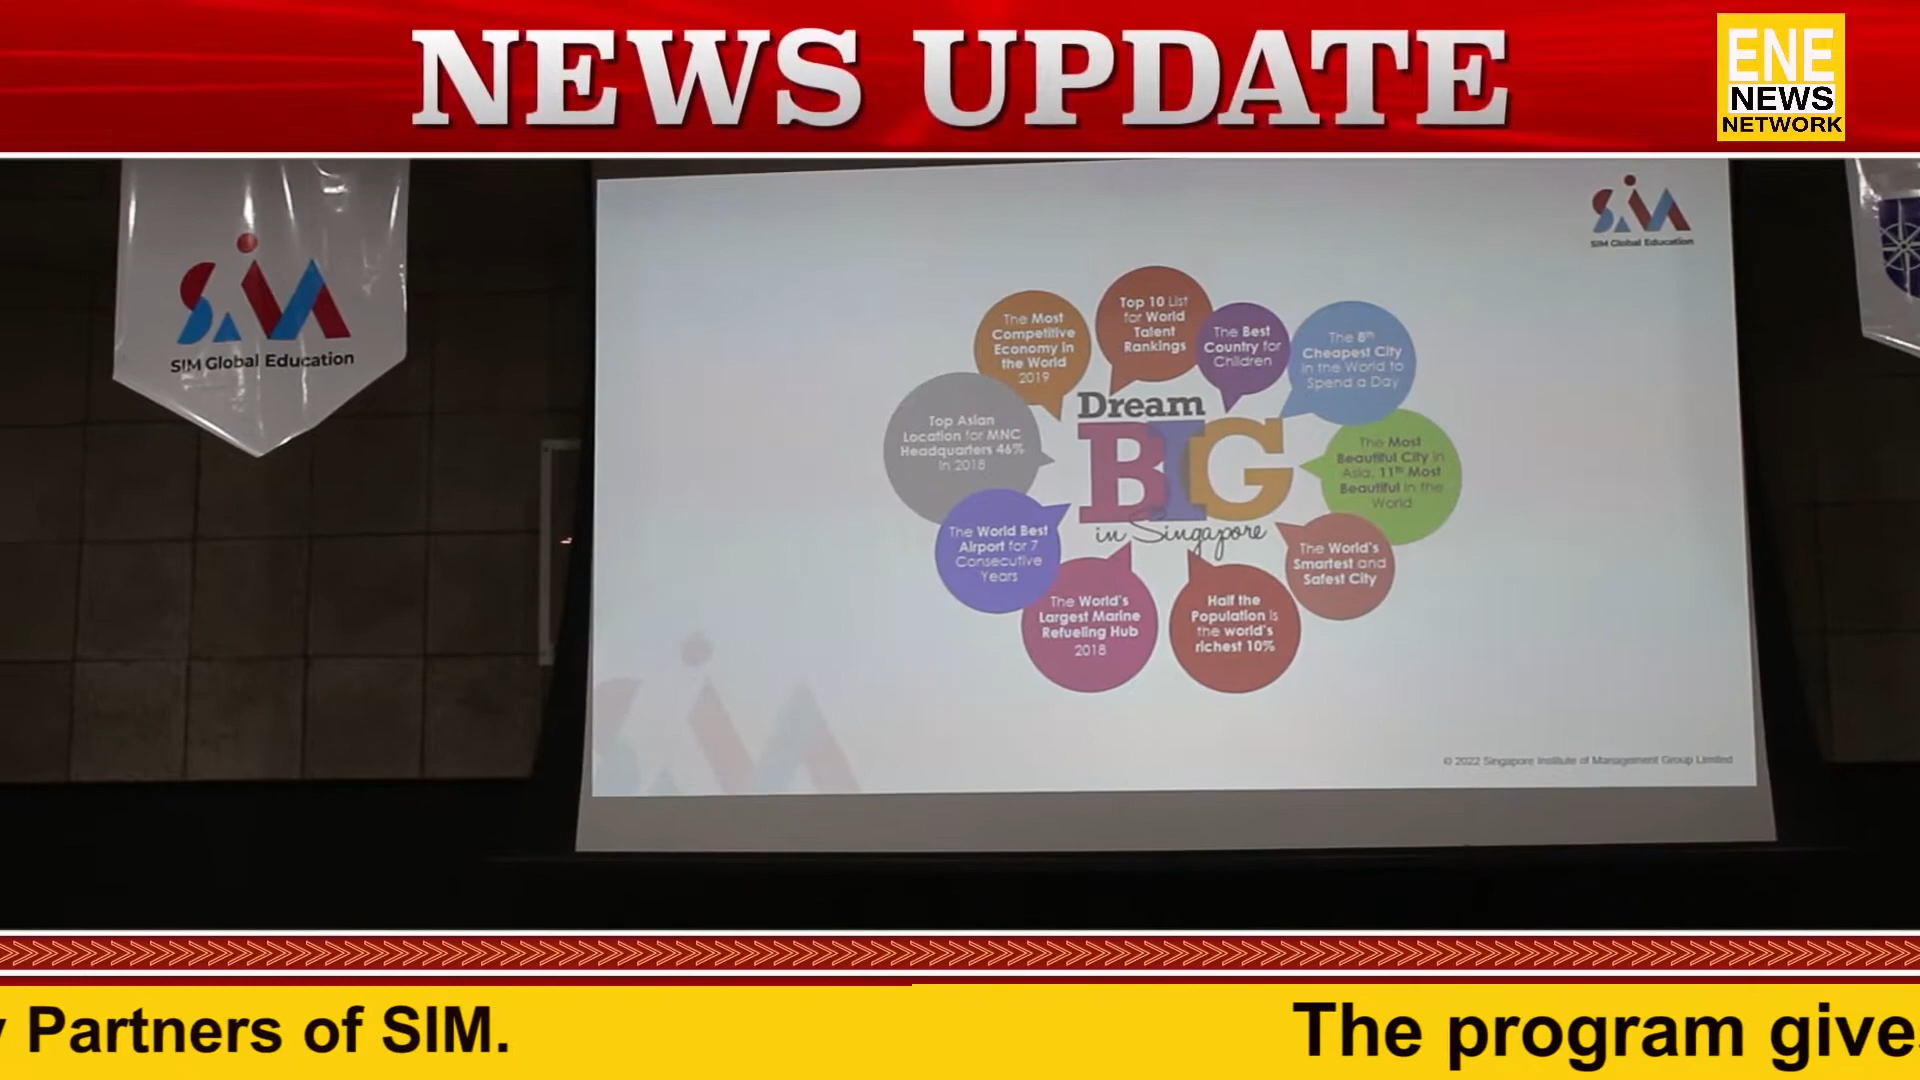 NEWS UPDATE
ENE
NEWS
NETWORK
SIM
SIM Global Education
SIM
SIM Global Education
The Most
Competitive
Economy in
the World
2019
Top 10 List
for World
Talent
Rankings
The Best
Country for
Children
The 8th
Cheapest City
in the World to
Spend a Day
Top Asian
Location for MNC
Headquarters 46%
in 2018
Dream
BIG
in Singapore
The Most
Beautiful City in
Asia, 11th Most
Beautiful in the
World
The World Best
Airport for 7
Consecutive
Years
The World's
Smartest and
Safest City
The World's
Largest Marine
Refueling Hub
2018
Half the
Population is
the world's
richest 10%
© 2022 Singapore Institute of Management Group Limited
y Partners of SIM.
The program gives